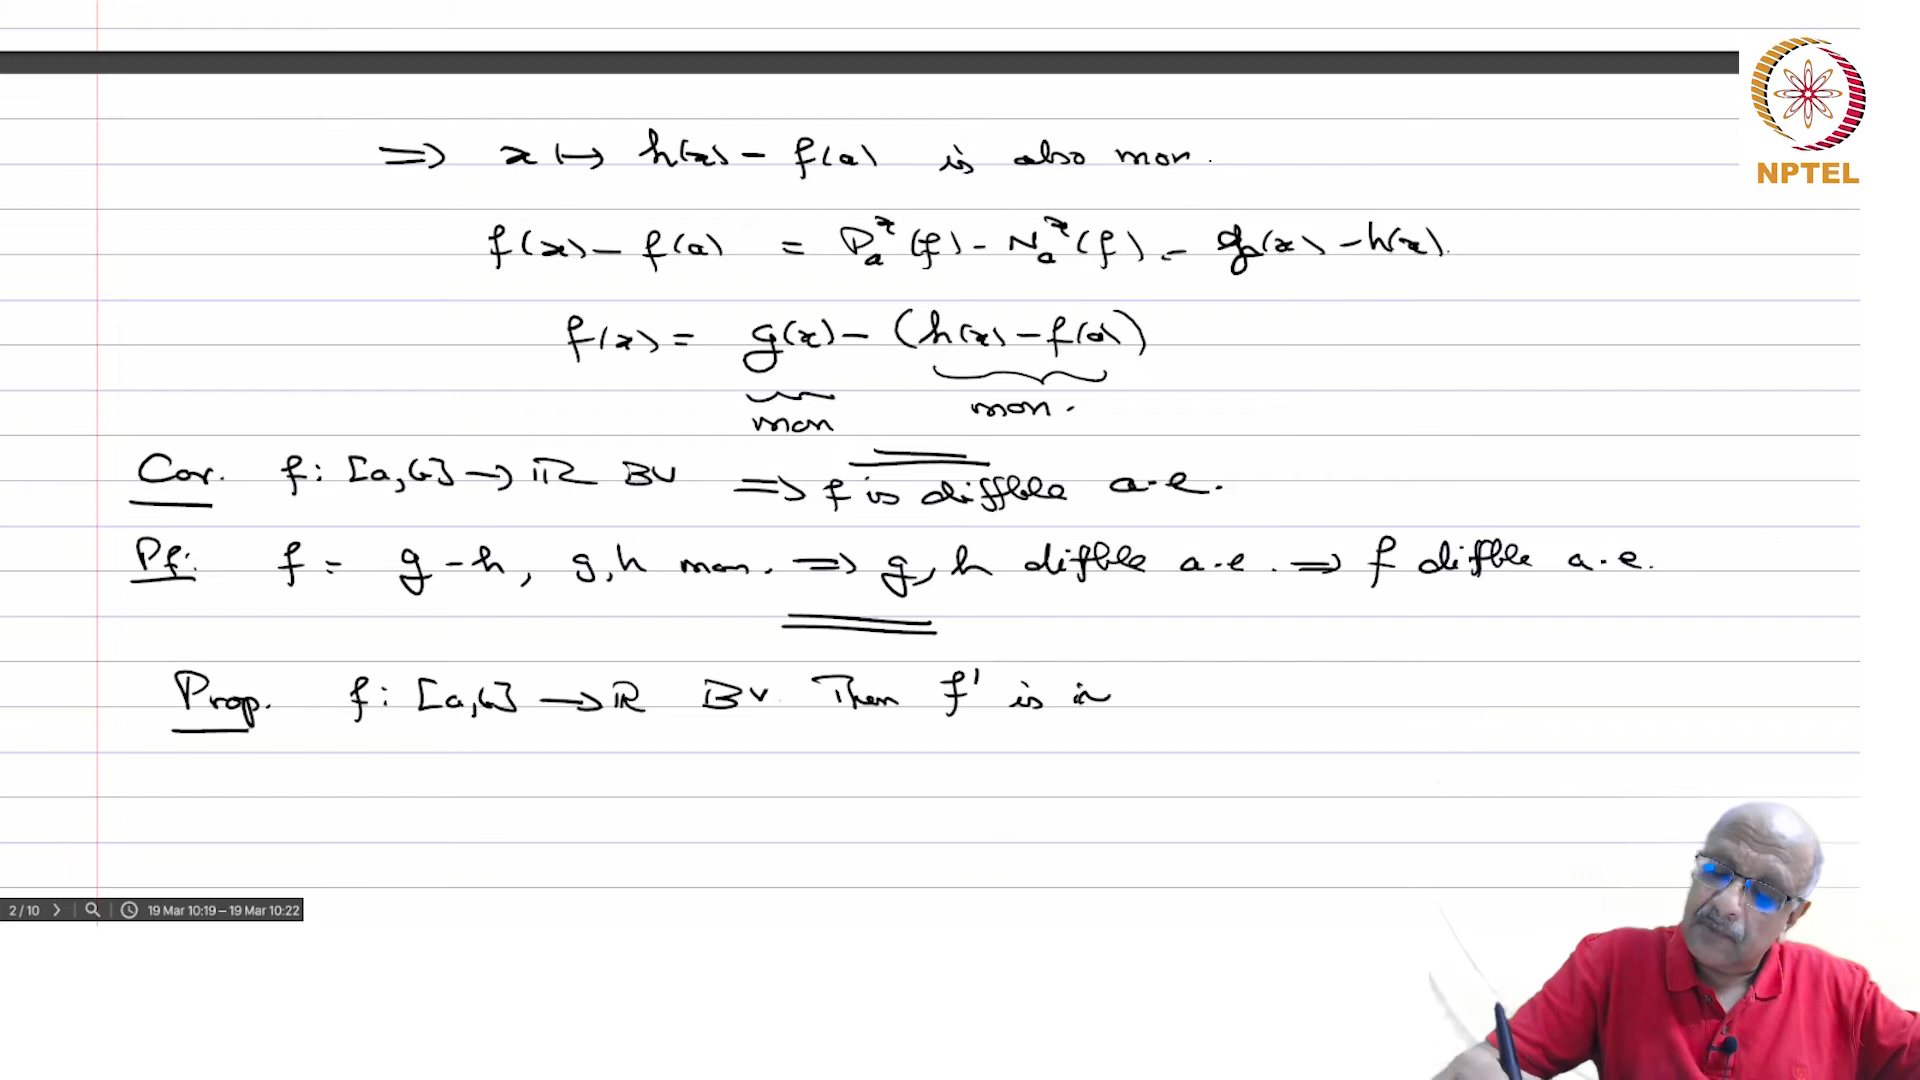 NPTEL
⟹ x ↦ h(x) – f(a) is also mon.
f(x) – f(a) = P_a^x (f) – N_a^x (f) = g(x) – h(x).
f(x) = g(x) – (h(x) – f(a))
mon mon.
Cor. f: [a,b] → ℝ BV ⟹ f is diffble a.e.
Pf: f = g – h, g, h mon. ⟹ g, h diffble a.e. ⟹ f diffble a.e.
Prop. f: [a,b] → ℝ BV. Then f' is in
2 / 10 19 Mar 10:19 – 19 Mar 10:22